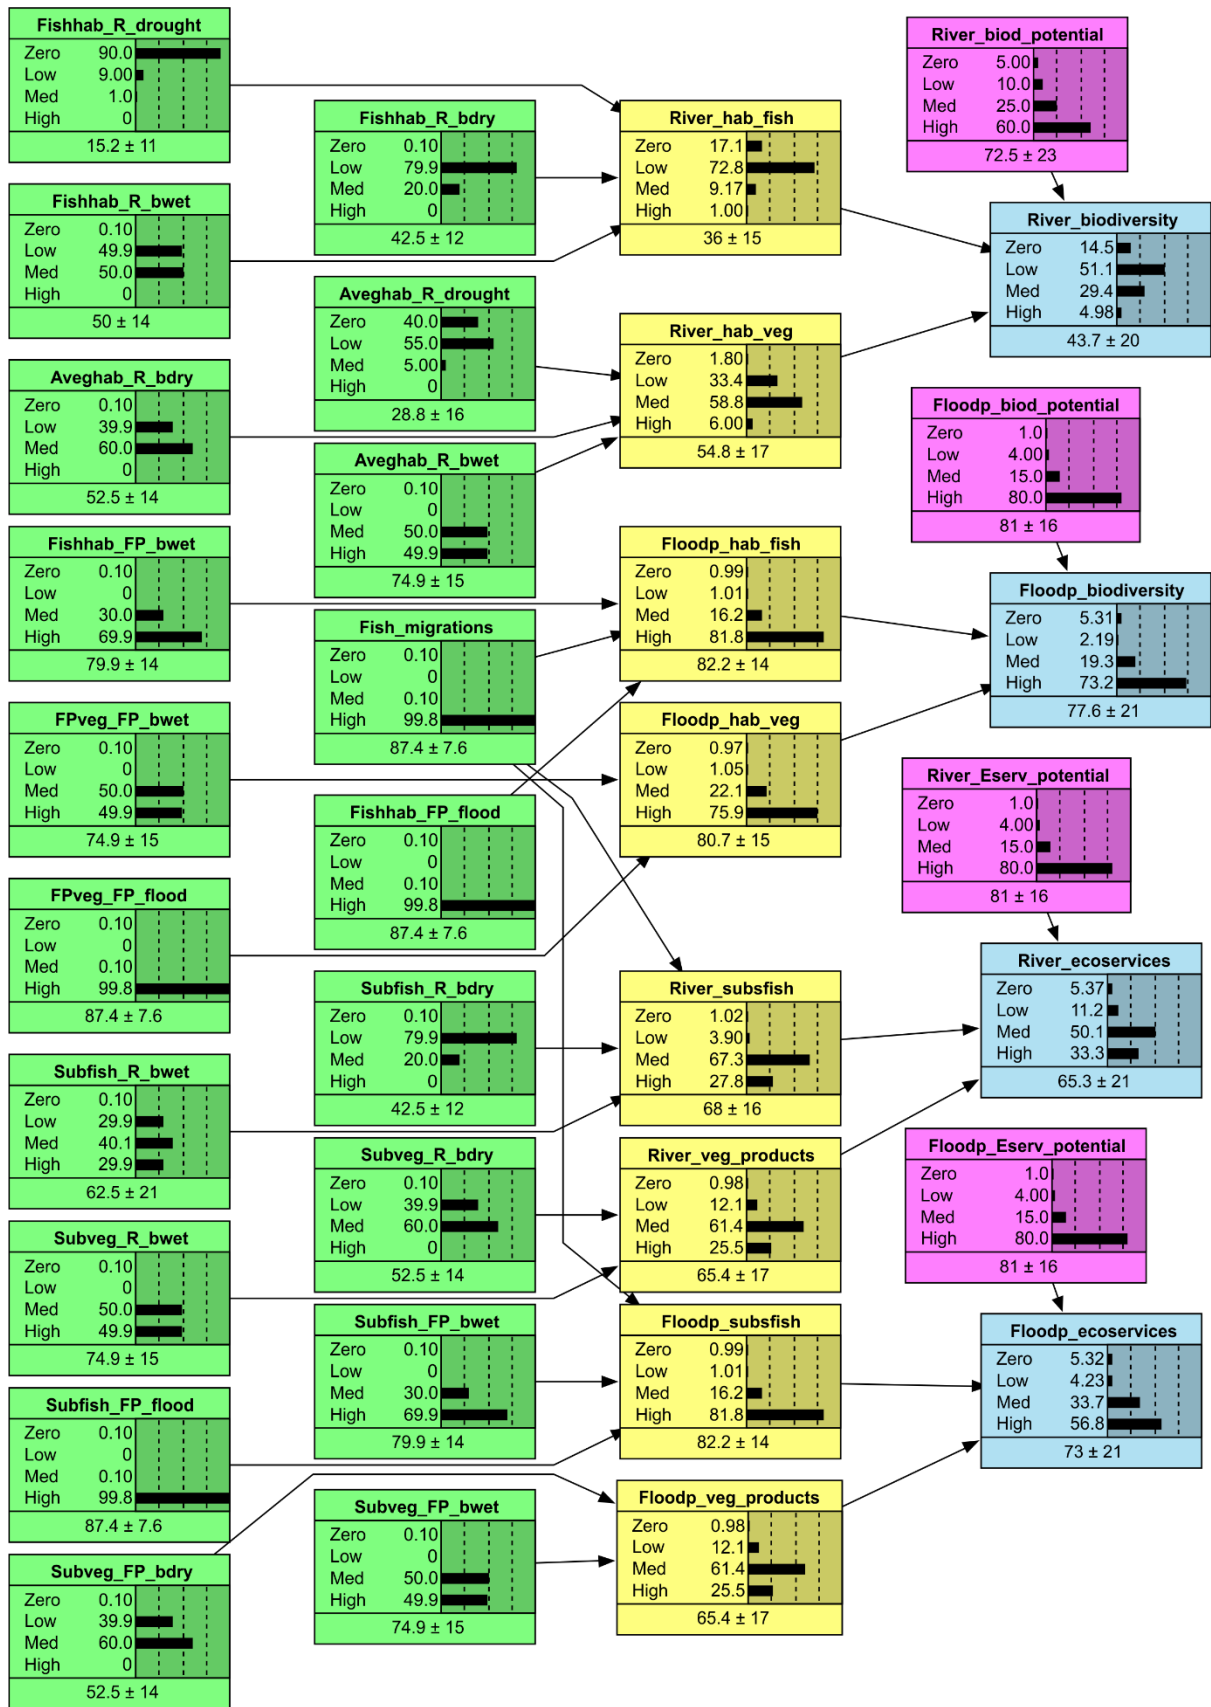 Fishhab_R_drought
Zero 90.0
Low 9.00
Med 1.0
High 0
15.2 ± 11
Fishhab_R_bwet
Zero 0.10
Low 49.9
Med 50.0
High 0
50 ± 14
Aveghab_R_bdry
Zero 0.10
Low 39.9
Med 60.0
High 0
52.5 ± 14
Fishhab_FP_bwet
Zero 0.10
Low 0
Med 30.0
High 69.9
79.9 ± 14
FPveg_FP_bwet
Zero 0.10
Low 0
Med 50.0
High 49.9
74.9 ± 15
FPveg_FP_flood
Zero 0.10
Low 0
Med 0.10
High 99.8
87.4 ± 7.6
Subfish_R_bwet
Zero 0.10
Low 29.9
Med 40.1
High 29.9
62.5 ± 21
Subveg_R_bwet
Zero 0.10
Low 0
Med 50.0
High 49.9
74.9 ± 15
Subfish_FP_flood
Zero 0.10
Low 0
Med 0.10
High 99.8
87.4 ± 7.6
Subveg_FP_bdry
Zero 0.10
Low 39.9
Med 60.0
High 0
52.5 ± 14
Fishhab_R_bdry
Zero 0.10
Low 79.9
Med 20.0
High 0
42.5 ± 12
Aveghab_R_drought
Zero 40.0
Low 55.0
Med 5.00
High 0
28.8 ± 16
Aveghab_R_bwet
Zero 0.10
Low 0
Med 50.0
High 49.9
74.9 ± 15
Fish_migrations
Zero 0.10
Low 0
Med 0.10
High 99.8
87.4 ± 7.6
Fishhab_FP_flood
Zero 0.10
Low 0
Med 0.10
High 99.8
87.4 ± 7.6
Subfish_R_bdry
Zero 0.10
Low 79.9
Med 20.0
High 0
42.5 ± 12
Subveg_R_bdry
Zero 0.10
Low 39.9
Med 60.0
High 0
52.5 ± 14
Subfish_FP_bwet
Zero 0.10
Low 0
Med 30.0
High 69.9
79.9 ± 14
Subveg_FP_bwet
Zero 0.10
Low 0
Med 50.0
High 49.9
74.9 ± 15
River_hab_fish
Zero 17.1
Low 72.8
Med 9.17
High 1.00
36 ± 15
River_hab_veg
Zero 1.80
Low 33.4
Med 58.8
High 6.00
54.8 ± 17
Floodp_hab_fish
Zero 0.99
Low 1.01
Med 16.2
High 81.8
82.2 ± 14
Floodp_hab_veg
Zero 0.97
Low 1.05
Med 22.1
High 75.9
80.7 ± 15
River_subsfish
Zero 1.02
Low 3.90
Med 67.3
High 27.8
68 ± 16
River_veg_products
Zero 0.98
Low 12.1
Med 61.4
High 25.5
65.4 ± 17
Floodp_subsfish
Zero 0.99
Low 1.01
Med 16.2
High 81.8
82.2 ± 14
Floodp_veg_products
Zero 0.98
Low 12.1
Med 61.4
High 25.5
65.4 ± 17
River_biod_potential
Zero 5.00
Low 10.0
Med 25.0
High 60.0
72.5 ± 23
River_biodiversity
Zero 14.5
Low 51.1
Med 29.4
High 4.98
43.7 ± 20
Floodp_biod_potential
Zero 1.0
Low 4.00
Med 15.0
High 80.0
81 ± 16
Floodp_biodiversity
Zero 5.31
Low 2.19
Med 19.3
High 73.2
77.6 ± 21
River_Eserv_potential
Zero 1.0
Low 4.00
Med 15.0
High 80.0
81 ± 16
River_ecoservices
Zero 5.37
Low 11.2
Med 50.1
High 33.3
65.3 ± 21
Floodp_Eserv_potential
Zero 1.0
Low 4.00
Med 15.0
High 80.0
81 ± 16
Floodp_ecoservices
Zero 5.32
Low 4.23
Med 33.7
High 56.8
73 ± 21